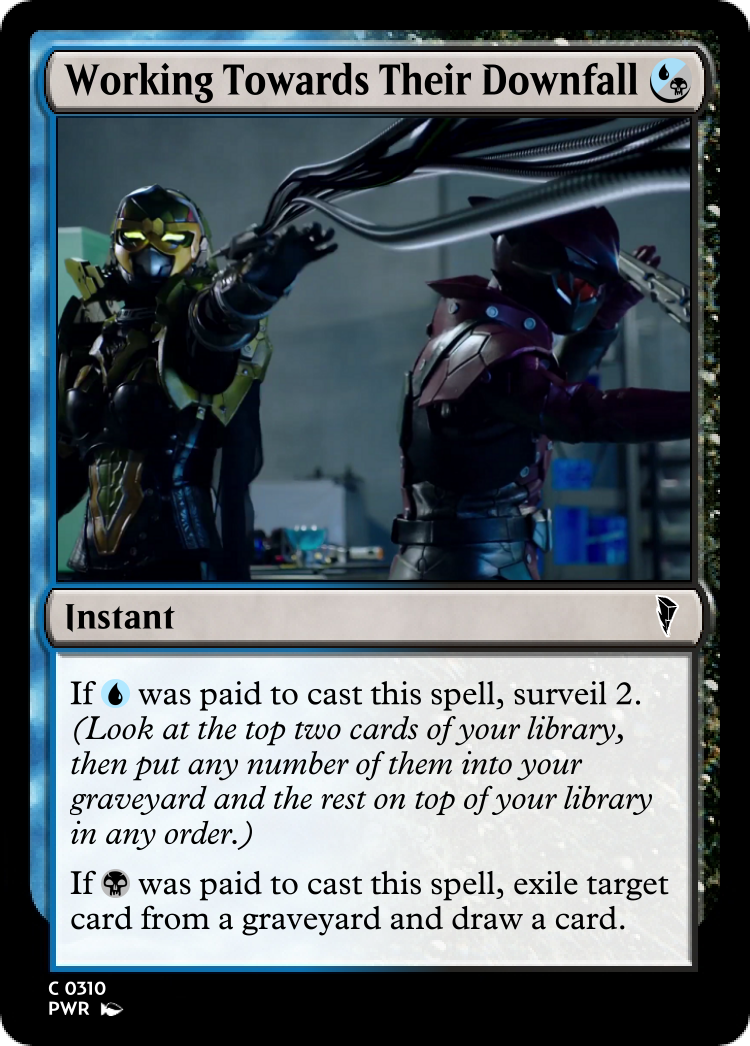 Working Towards Their Downfall
Instant
If was paid to cast this spell, surveil 2.
(Look at the top two cards of your library,
then put any number of them into your
graveyard and the rest on top of your library
in any order.)
If was paid to cast this spell, exile target
card from a graveyard and draw a card.
C 0310
PWR